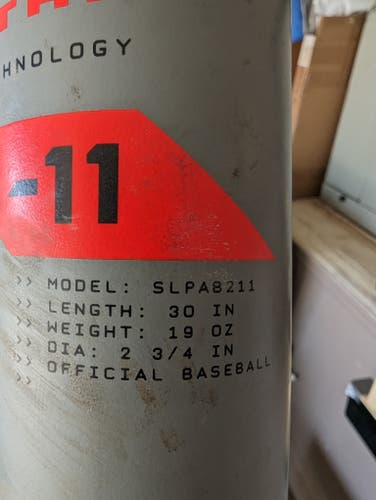 HNOLOGY
-11
>> MODEL: SLPA8211
>> LENGTH: 30 IN
>> WEIGHT: 19 OZ
>> DIA: 2 3/4 IN
>> OFFICIAL BASEBALL
>>